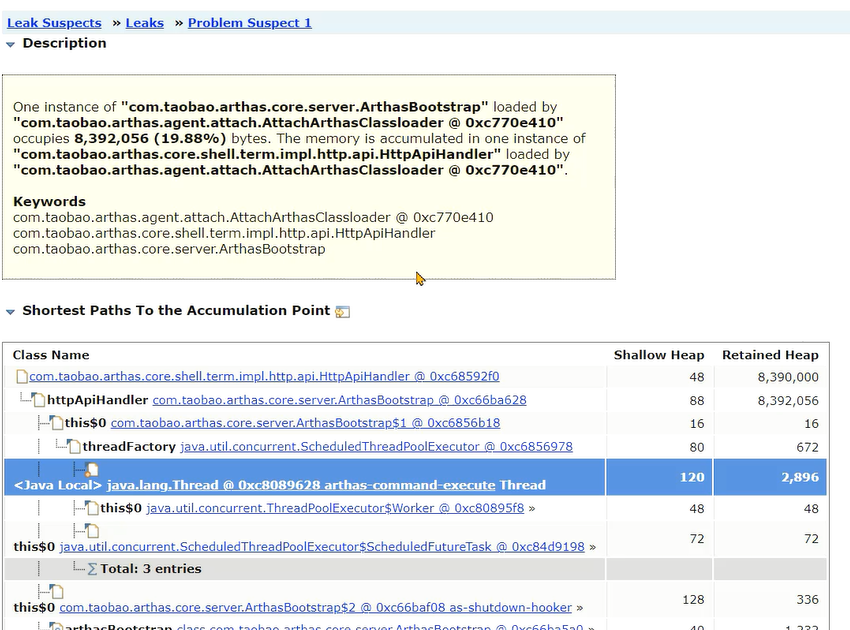 Leak Suspects » Leaks » Problem Suspect 1
Description
One instance of "com.taobao.arthas.core.server.ArthasBootstrap" loaded by
"com.taobao.arthas.agent.attach.AttachArthasClassloader @ 0xc770e410"
occupies 8,392,056 (19.88%) bytes. The memory is accumulated in one instance of
"com.taobao.arthas.core.shell.term.impl.http.api.HttpApiHandler" loaded by
"com.taobao.arthas.agent.attach.AttachArthasClassloader @ 0xc770e410".
Keywords
com.taobao.arthas.agent.attach.AttachArthasClassloader @ 0xc770e410
com.taobao.arthas.core.shell.term.impl.http.api.HttpApiHandler
com.taobao.arthas.core.server.ArthasBootstrap
Shortest Paths To the Accumulation Point
Class Name Shallow Heap Retained Heap
com.taobao.arthas.core.shell.term.impl.http.api.HttpApiHandler @ 0xc68592f0 48 8,390,000
httpApiHandler com.taobao.arthas.core.server.ArthasBootstrap @ 0xc66ba628 88 8,392,056
this$0 com.taobao.arthas.core.server.ArthasBootstrap$1 @ 0xc6856b18 16 16
threadFactory java.util.concurrent.ScheduledThreadPoolExecutor @ 0xc6856978 80 672
<Java Local> java.lang.Thread @ 0xc8089628 arthas-command-execute Thread 120 2,896
this$0 java.util.concurrent.ThreadPoolExecutor$Worker @ 0xc80895f8 » 48 48
this$0 java.util.concurrent.ScheduledThreadPoolExecutor$ScheduledFutureTask @ 0xc84d9198 » 72 72
Σ Total: 3 entries
this$0 com.taobao.arthas.core.server.ArthasBootstrap$2 @ 0xc66baf08 as-shutdown-hooker » 128 336
arthasBootstrap class com.taobao.arthas.core.server.ArthasBootstrap @ 0xc66ba5a0 » 40 1,232